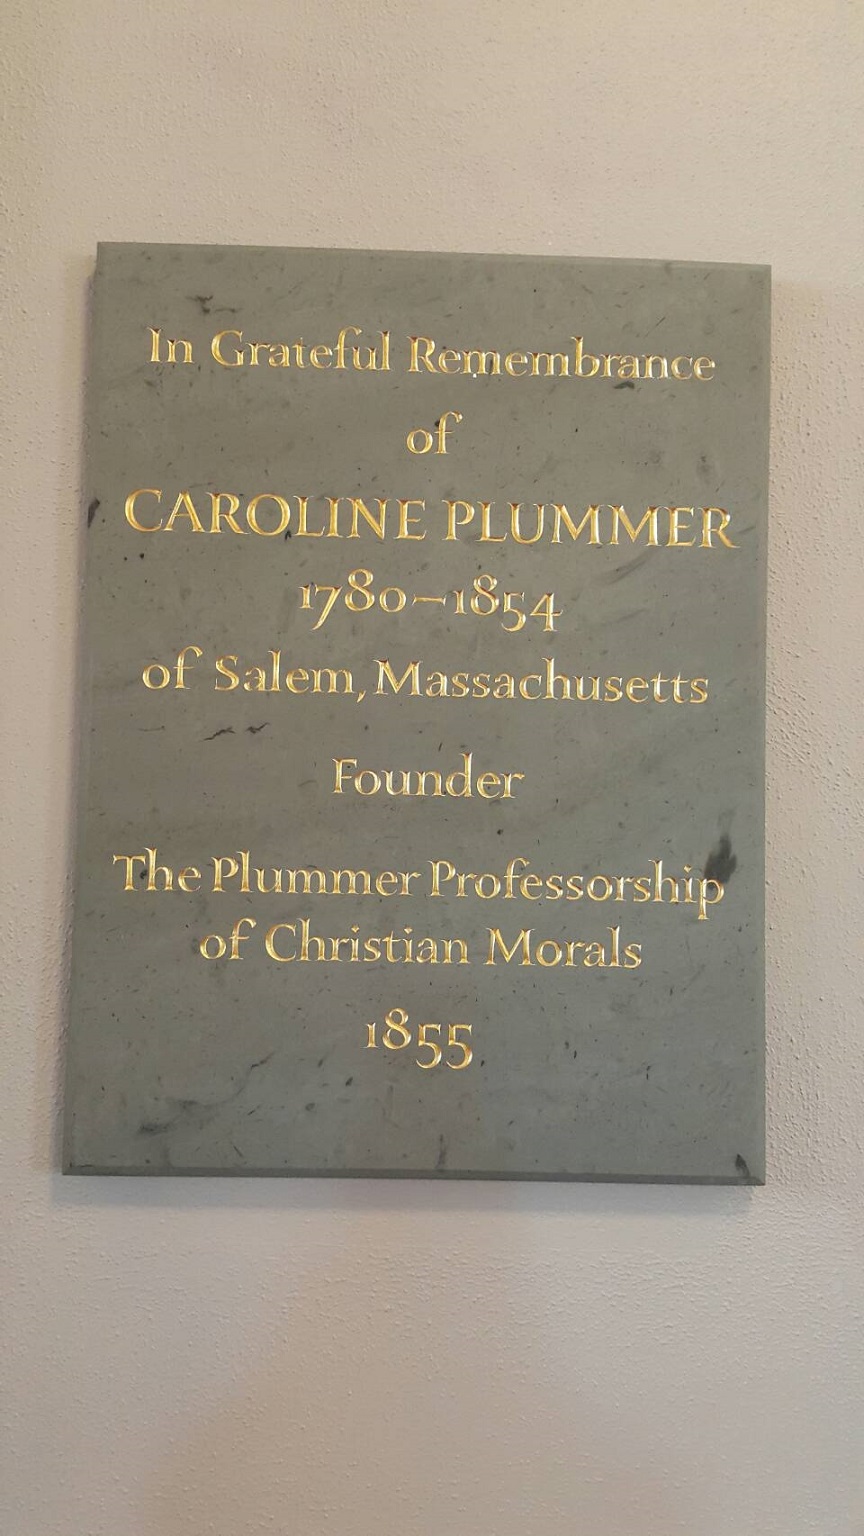 In Grateful Remembrance
of
CAROLINE PLUMMER
1780–1854
of Salem, Massachusetts
Founder
The Plummer Professorship
of Christian Morals
1855